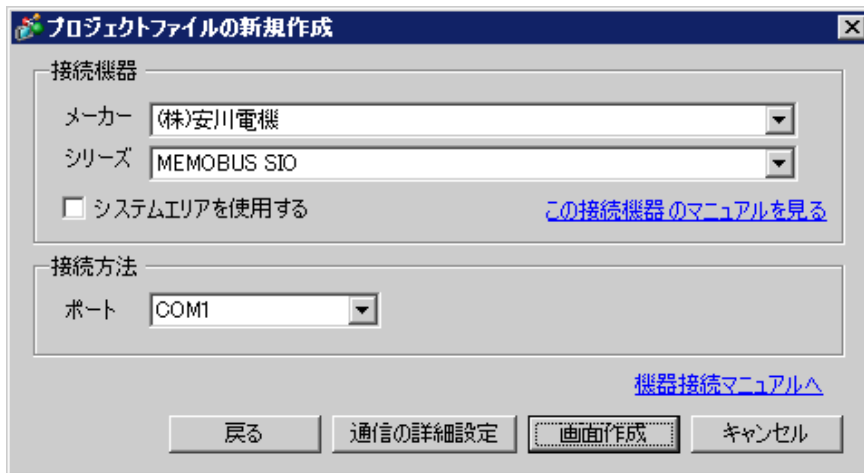 プロジェクトファイルの新規作成
接続機器
メーカー (株)安川電機
シリーズ MEMOBUS SIO
システムエリアを使用する この接続機器のマニュアルを見る
接続方法
ポート COM1
機器接続マニュアルへ
戻る 通信の詳細設定 画面作成 キャンセル